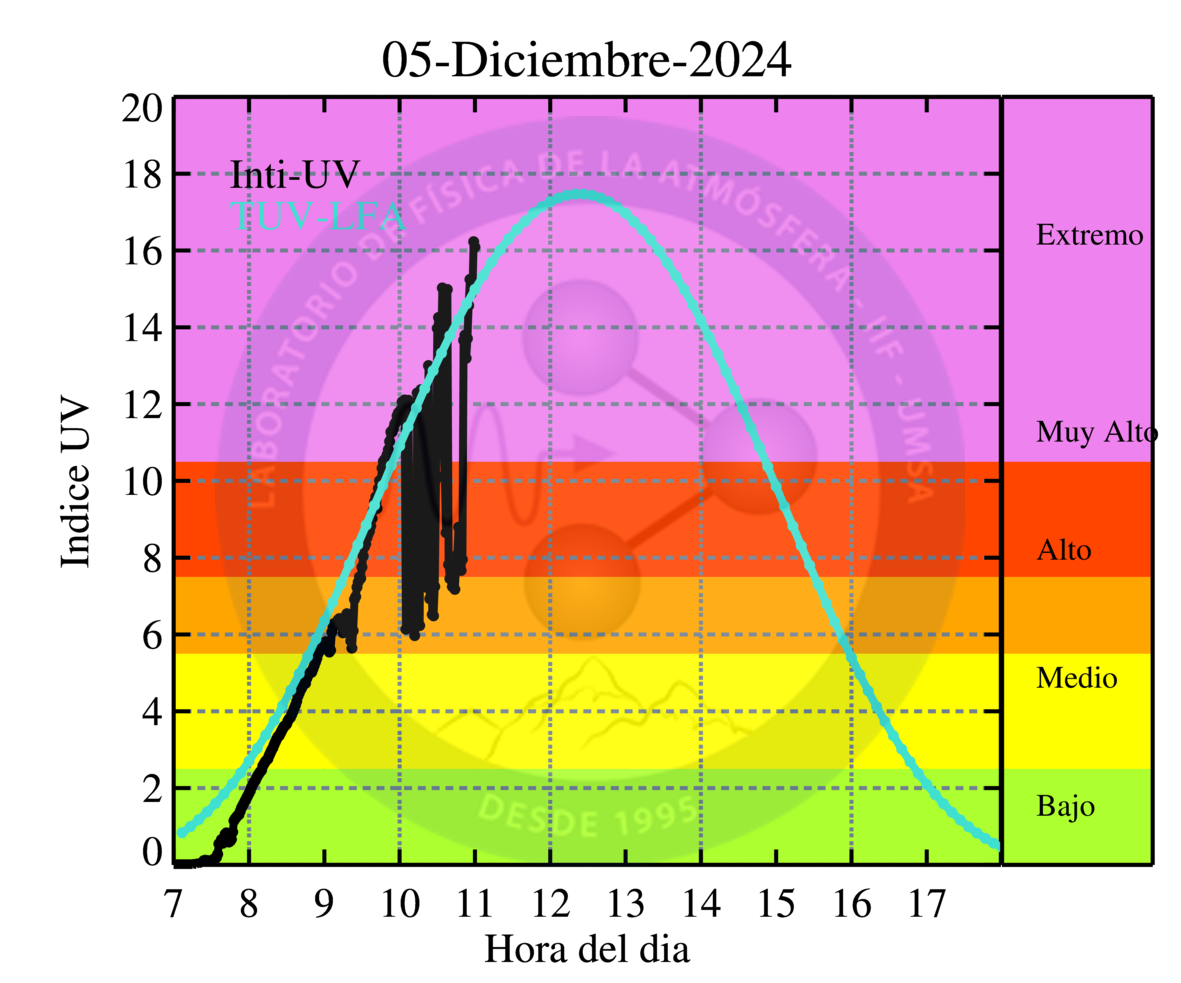 05-Diciembre-2024
20
18
16
14
12
10
8
6
4
2
0
Indice UV
Inti-UV
TUV-LFA
LABORATORIO DE FÍSICA DE LA ATMÓSFERA - IIF - UMSA
DESDE 1995
Extremo
Muy Alto
Alto
Medio
Bajo
7 8 9 10 11 12 13 14 15 16 17
Hora del dia